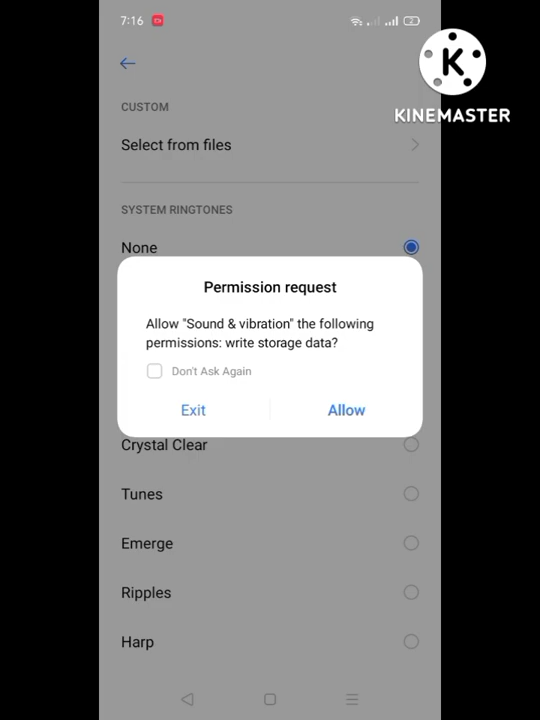 7:16
K
KINEMASTER
CUSTOM
Select from files
SYSTEM RINGTONES
None
Permission request
Allow "Sound & vibration" the following
permissions: write storage data?
Don't Ask Again
Exit
Allow
Crystal Clear
Tunes
Emerge
Ripples
Harp